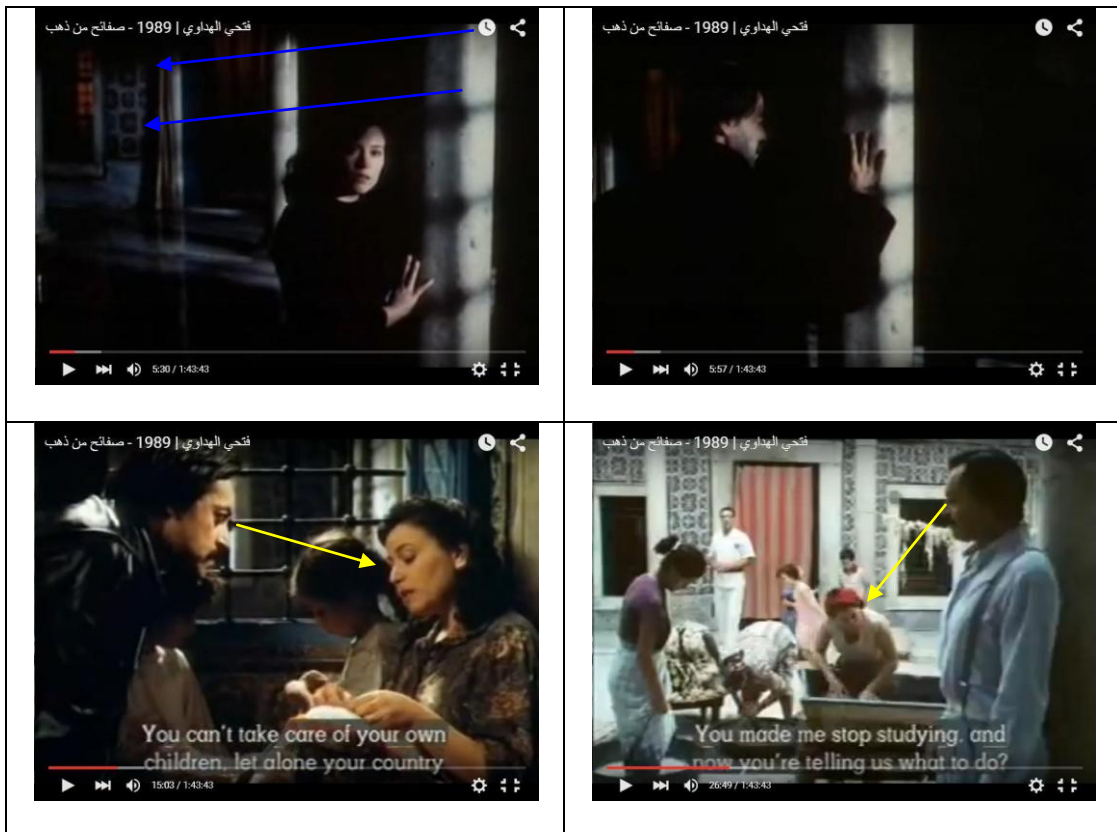 فتحي الهداوي | 1989 - صفائح من ذهب
5:30 / 1:43:43
فتحي الهداوي | 1989 - صفائح من ذهب
5:57 / 1:43:43
فتحي الهداوي | 1989 - صفائح من ذهب
You can't take care of your own
children, let alone your country
15:03 / 1:43:43
فتحي الهداوي | 1989 - صفائح من ذهب
You made me stop studying, and
now you're telling us what to do?
26:49 / 1:43:43